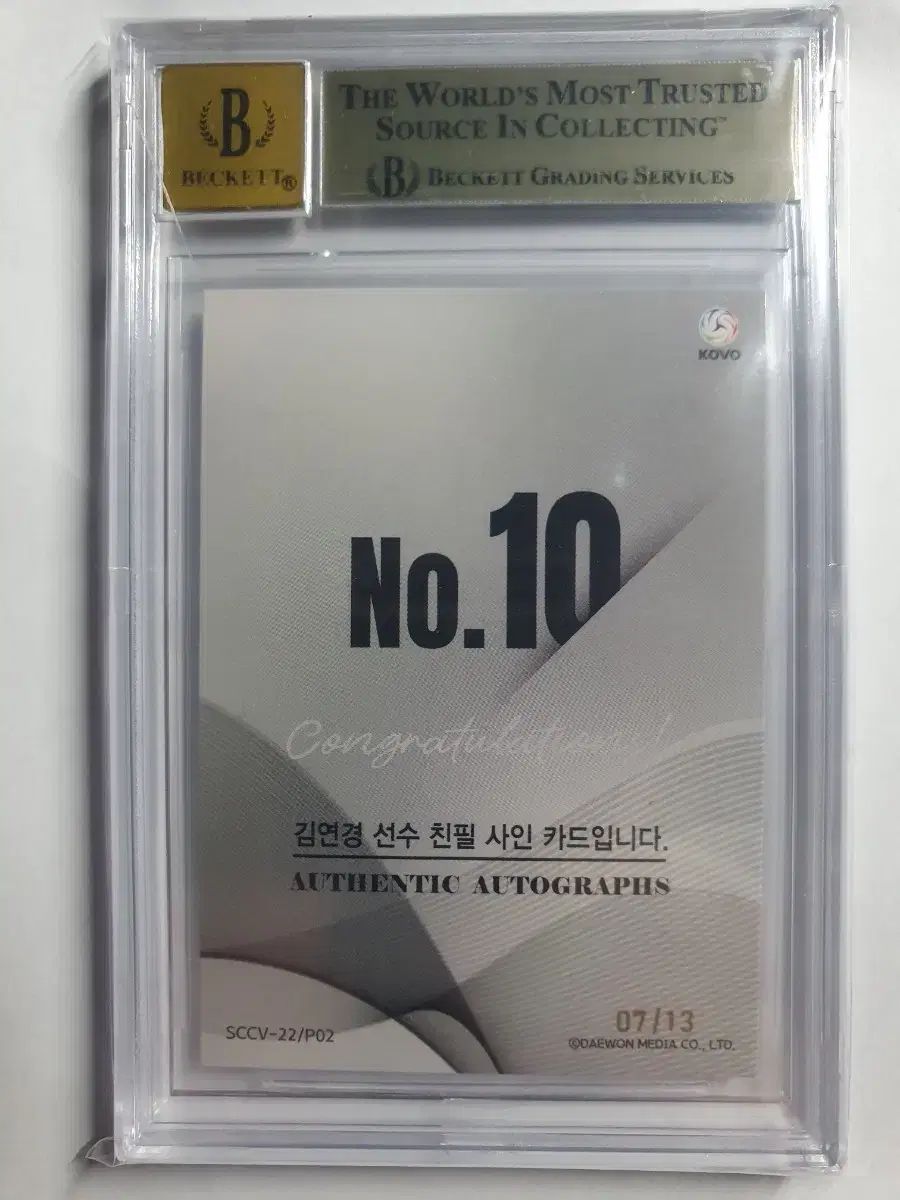 B
BECKETT®
THE WORLD'S MOST TRUSTED
SOURCE IN COLLECTING™
B BECKETT GRADING SERVICES
KOVO
No.10
Congratulations!
김연경 선수 친필 사인 카드입니다.
AUTHENTIC AUTOGRAPHS
SCCV-22/P02
07/13
©DAEWON MEDIA CO., LTD.